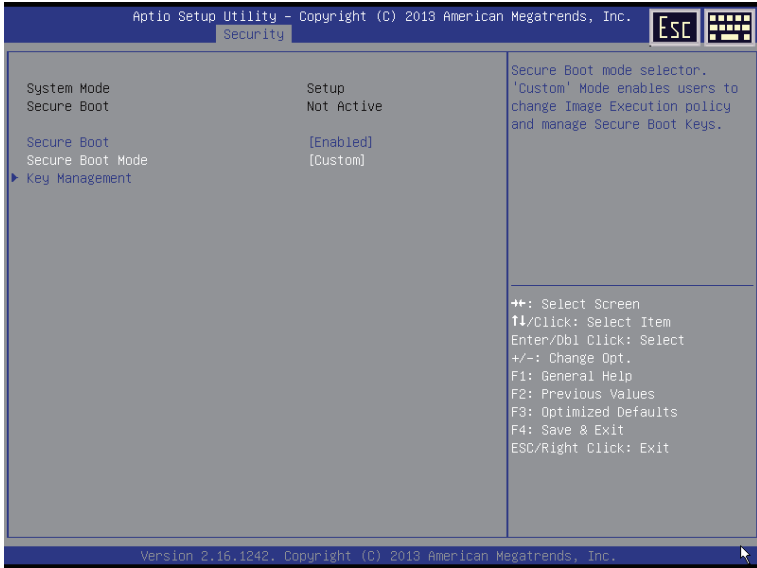 Aptio Setup Utility – Copyright (C) 2013 American Megatrends, Inc.
Esc
Security
System Mode Setup
Secure Boot Not Active
Secure Boot [Enabled]
Secure Boot Mode [Custom]
Key Management
Secure Boot mode selector.
'Custom' Mode enables users to
change Image Execution policy
and manage Secure Boot Keys.
→←: Select Screen
↑↓/Click: Select Item
Enter/Dbl Click: Select
+/-: Change Opt.
F1: General Help
F2: Previous Values
F3: Optimized Defaults
F4: Save & Exit
ESC/Right Click: Exit
Version 2.16.1242. Copyright (C) 2013 American Megatrends, Inc.